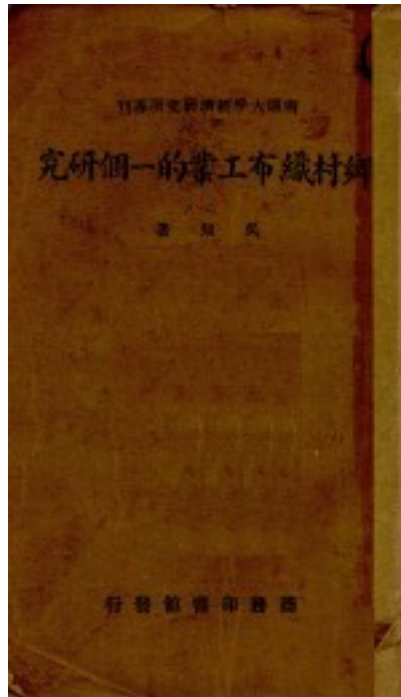 南開大學經濟研究所專刊
鄉村織布工業的一個研究
吳知著
商務印書館發行